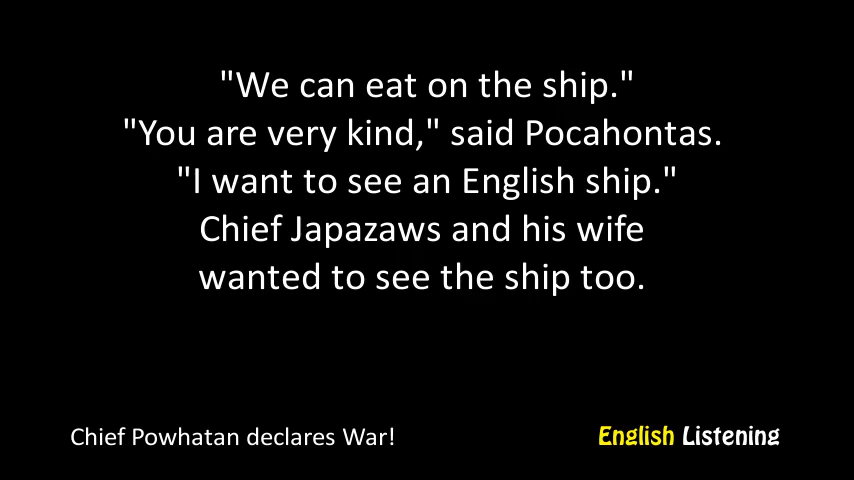 "We can eat on the ship."
"You are very kind," said Pocahontas.
"I want to see an English ship."
Chief Japazaws and his wife
wanted to see the ship too.
Chief Powhatan declares War!
English Listening